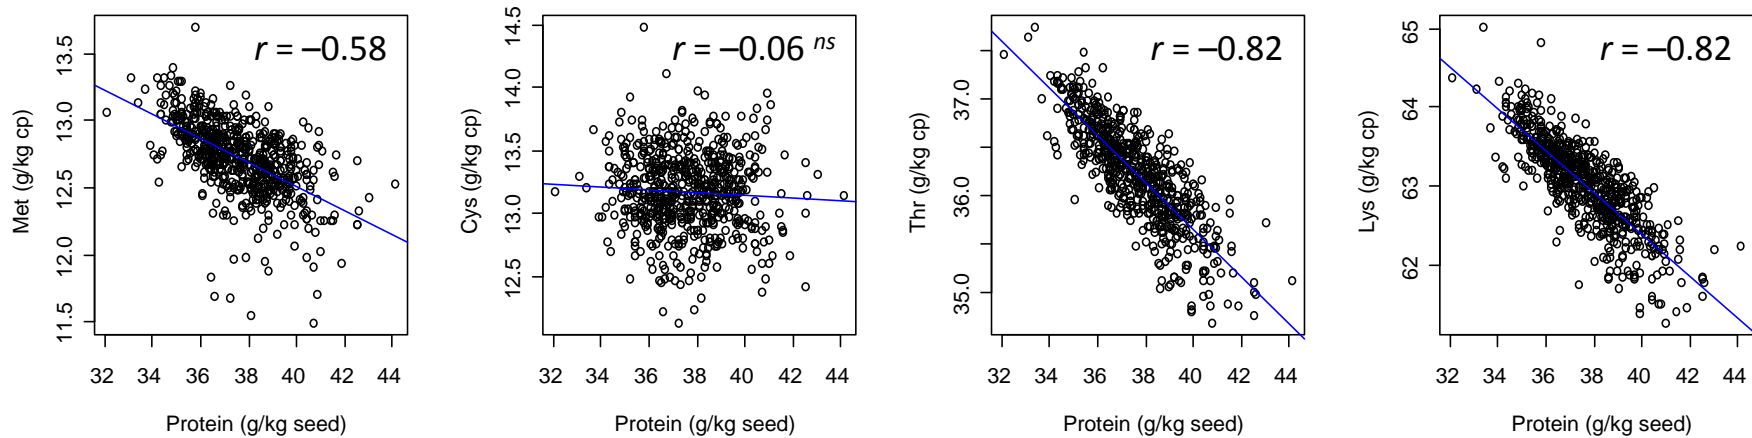 r = –0.58
Met (g/kg cp)
13.5
13.0
12.5
12.0
11.5
32 34 36 38 40 42 44
Protein (g/kg seed)
r = –0.06 ns
Cys (g/kg cp)
14.5
14.0
13.5
13.0
12.5
32 34 36 38 40 42 44
Protein (g/kg seed)
r = –0.82
Thr (g/kg cp)
37.0
36.0
35.0
32 34 36 38 40 42 44
Protein (g/kg seed)
r = –0.82
Lys (g/kg cp)
65
64
63
62
32 34 36 38 40 42 44
Protein (g/kg seed)